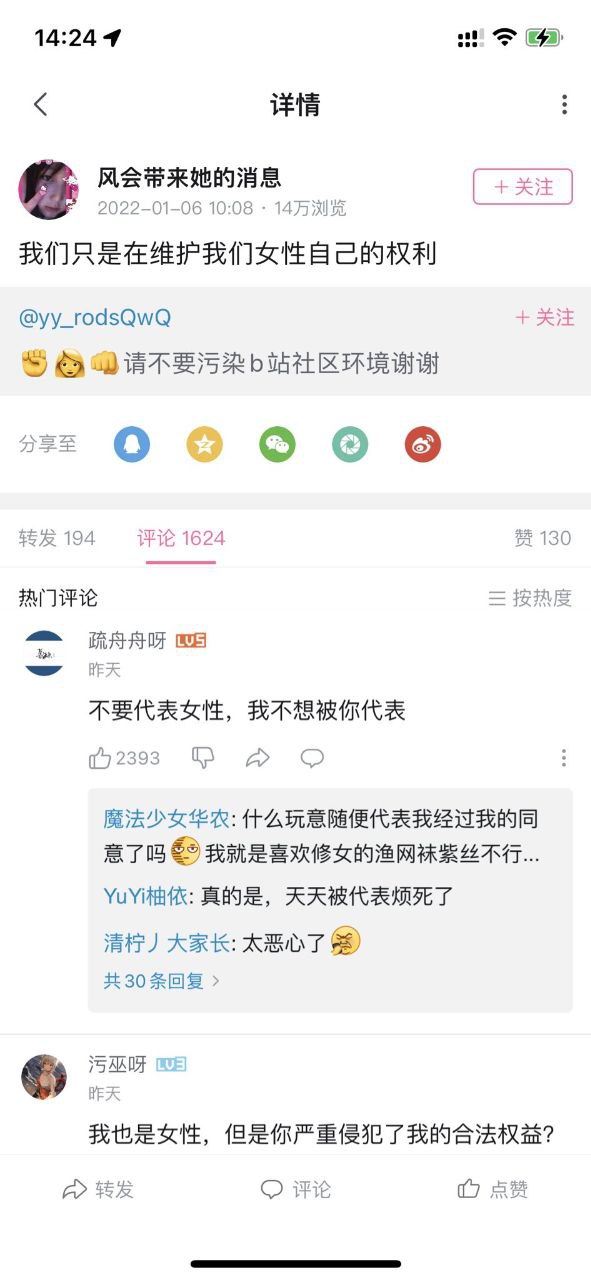 14:24
详情
风会带来她的消息
2022-01-06 10:08 · 14万浏览
+ 关注
我们只是在维护我们女性自己的权利
@yy_rodsQwQ
+ 关注
✊👩👊请不要污染b站社区环境谢谢
分享至
转发 194 评论 1624 赞 130
热门评论 按热度
疏舟舟呀 LV5
昨天
不要代表女性，我不想被你代表
2393
魔法少女华农: 什么玩意随便代表我经过我的同
意了吗 我就是喜欢修女的渔网袜紫丝不行...
YuYi柚依: 真的是，天天被代表烦死了
清柠丿大家长: 太恶心了
共30条回复 >
污巫呀 LV3
昨天
我也是女性，但是你严重侵犯了我的合法权益?
转发 评论 点赞